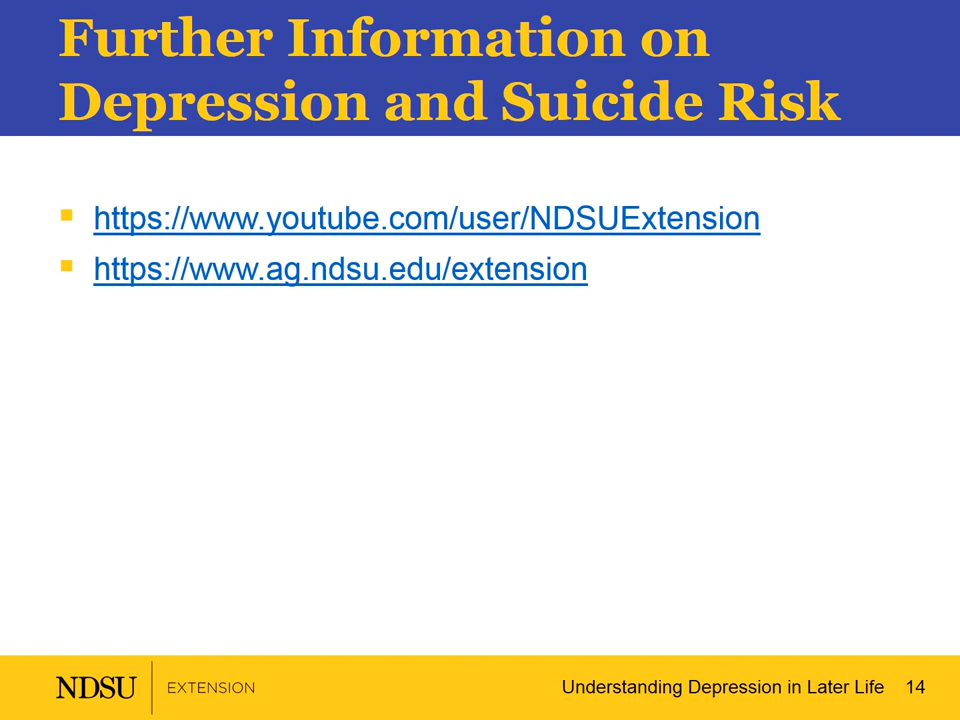 Further Information on
Depression and Suicide Risk
https://www.youtube.com/user/NDSUExtension
https://www.ag.ndsu.edu/extension
NDSU EXTENSION
Understanding Depression in Later Life 14